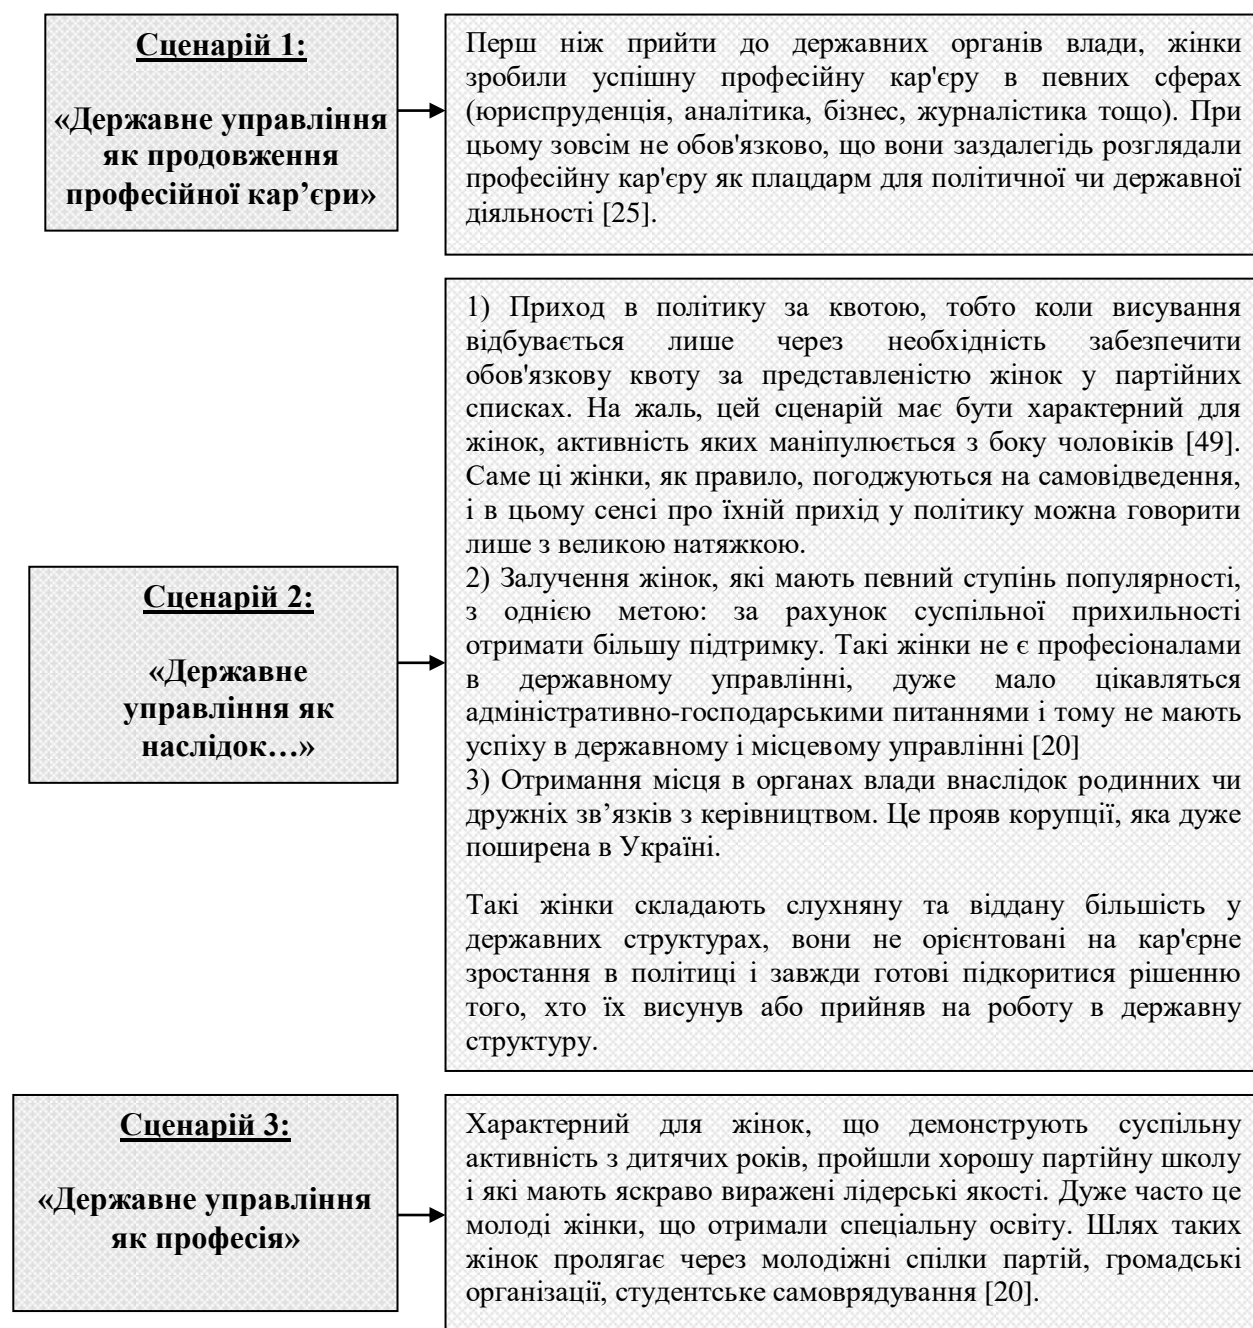 Сценарій 1:
«Державне управління
як продовження
професійної кар’єри»
Перш ніж прийти до державних органів влади, жінки
зробили успішну професійну кар'єру в певних сферах
(юриспруденція, аналітика, бізнес, журналістика тощо). При
цьому зовсім не обов'язково, що вони заздалегідь розглядали
професійну кар'єру як плацдарм для політичної чи державної
діяльності [25].
Сценарій 2:
«Державне
управління як
наслідок…»
1) Приход в політику за квотою, тобто коли висування
відбувається лише через необхідність забезпечити
обов'язкову квоту за представленістю жінок у партійних
списках. На жаль, цей сценарій має бути характерний для
жінок, активність яких маніпулюється з боку чоловіків [49].
Саме ці жінки, як правило, погоджуються на самовідведення,
і в цьому сенсі про їхній прихід у політику можна говорити
лише з великою натяжкою.
2) Залучення жінок, які мають певний ступінь популярності,
з однією метою: за рахунок суспільної прихильності
отримати більшу підтримку. Такі жінки не є професіоналами
в державному управлінні, дуже мало цікавляться
адміністративно-господарськими питаннями і тому не мають
успіху в державному і місцевому управлінні [20]
3) Отримання місця в органах влади внаслідок родинних чи
дружніх зв’язків з керівництвом. Це прояв корупції, яка дуже
поширена в Україні.
Такі жінки складають слухняну та віддану більшість у
державних структурах, вони не орієнтовані на кар'єрне
зростання в політиці і завжди готові підкоритися рішенню
того, хто їх висунув або прийняв на роботу в державну
структуру.
Сценарій 3:
«Державне управління
як професія»
Характерний для жінок, що демонструють суспільну
активність з дитячих років, пройшли хорошу партійну школу
і які мають яскраво виражені лідерські якості. Дуже часто це
молоді жінки, що отримали спеціальну освіту. Шлях таких
жінок пролягає через молодіжні спілки партій, громадські
організації, студентське самоврядування [20].